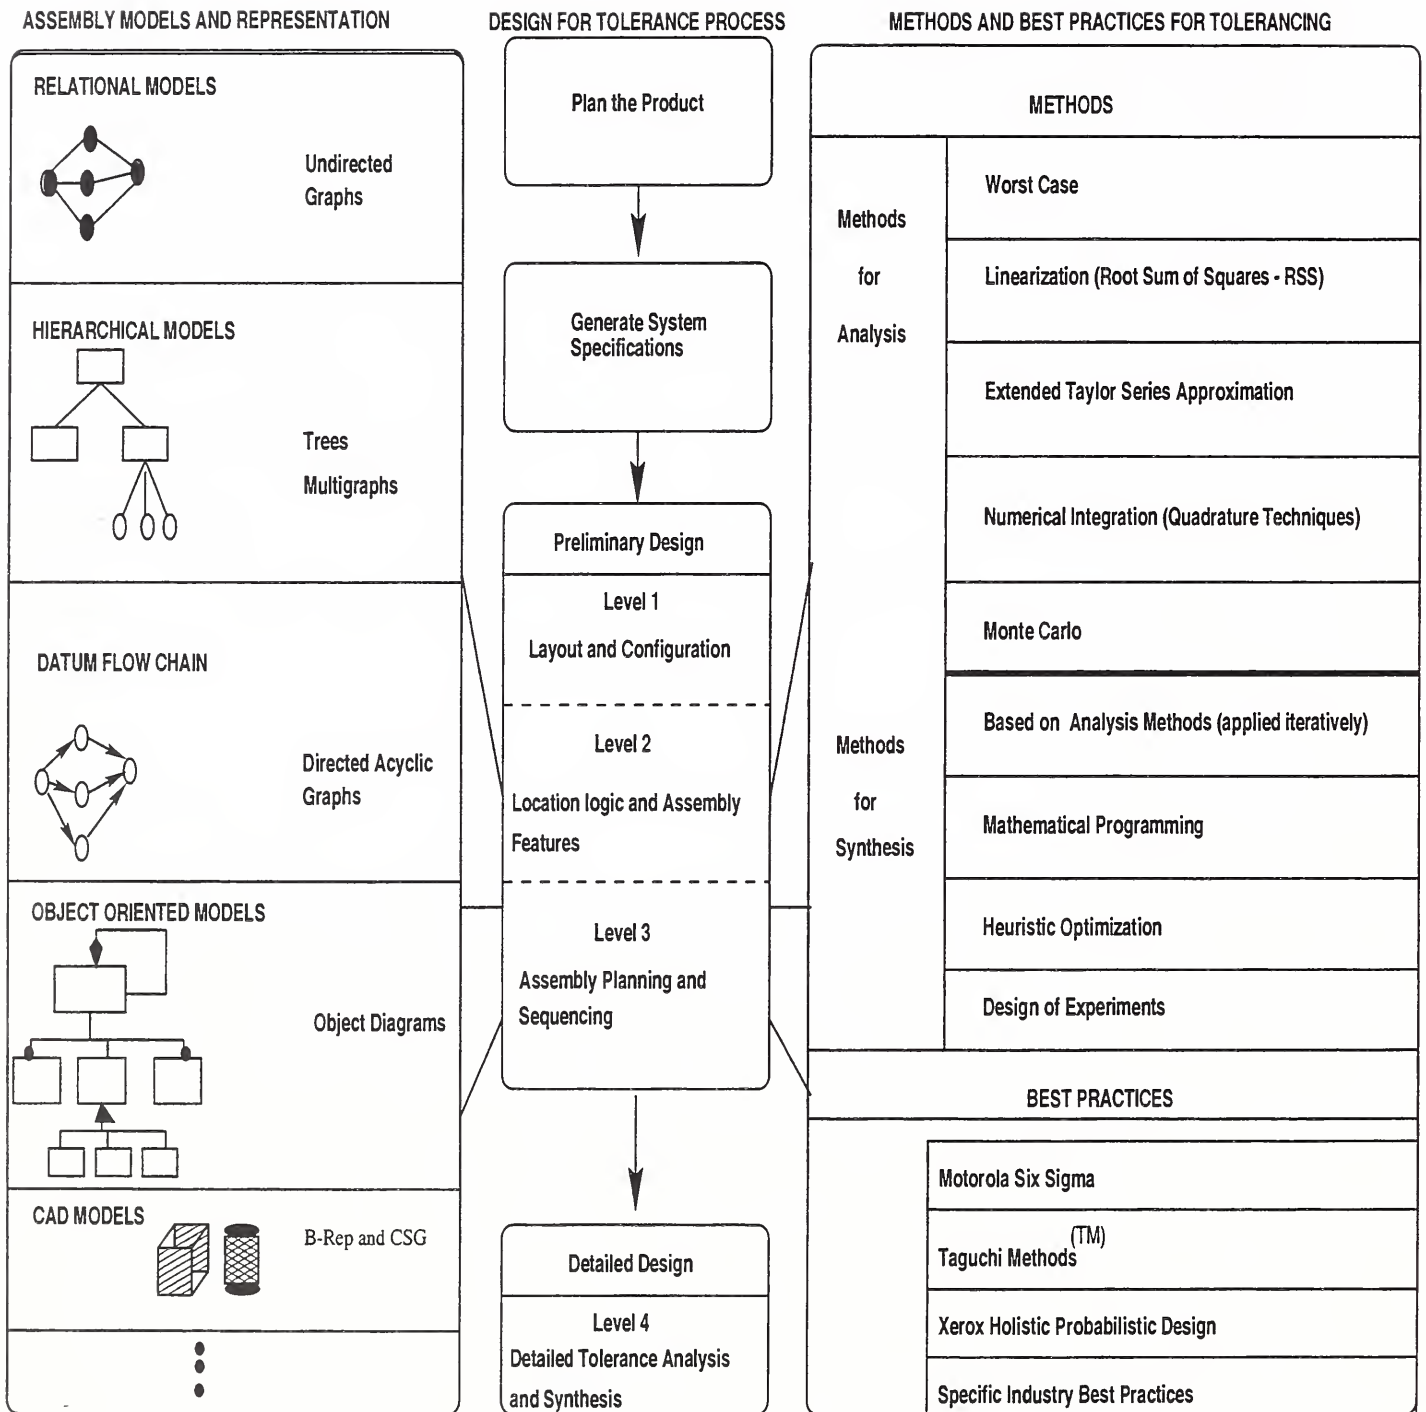 ASSEMBLY MODELS AND REPRESENTATION
RELATIONAL MODELS
Undirected
Graphs
HIERARCHICAL MODELS
Trees
Multigraphs
DATUM FLOW CHAIN
Directed Acyclic
Graphs
OBJECT ORIENTED MODELS
Object Diagrams
CAD MODELS
B-Rep and CSG
DESIGN FOR TOLERANCE PROCESS
Plan the Product
Generate System
Specifications
Preliminary Design
Level 1
Layout and Configuration
Level 2
Location logic and Assembly
Features
Level 3
Assembly Planning and
Sequencing
Detailed Design
Level 4
Detailed Tolerance Analysis
and Synthesis
METHODS AND BEST PRACTICES FOR TOLERANCING
METHODS
Methods
for
Analysis
Worst Case
Linearization (Root Sum of Squares - RSS)
Extended Taylor Series Approximation
Numerical Integration (Quadrature Techniques)
Monte Carlo
Methods
for
Synthesis
Based on Analysis Methods (applied iteratively)
Mathematical Programming
Heuristic Optimization
Design of Experiments
BEST PRACTICES
Motorola Six Sigma
Taguchi Methods (TM)
Xerox Holistic Probabilistic Design
Specific Industry Best Practices